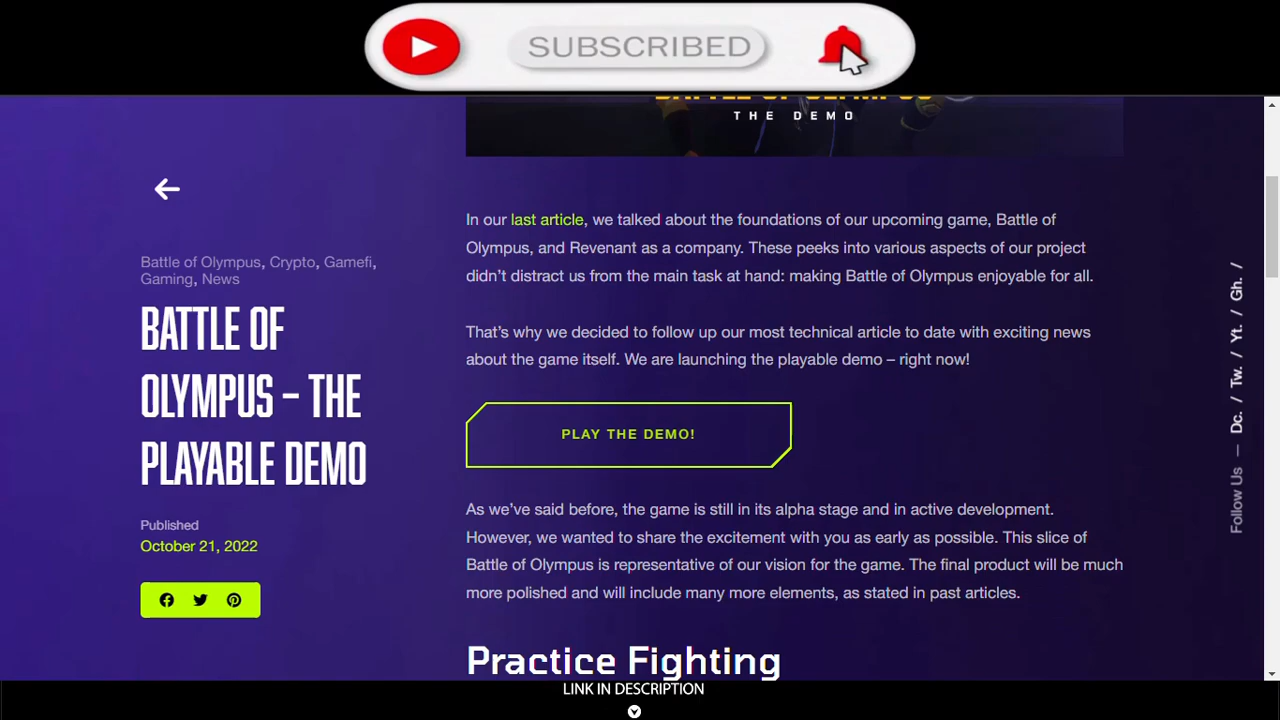 SUBSCRIBED
THE DEMO
Battle of Olympus, Crypto, Gamefi,
Gaming, News
BATTLE OF
OLYMPUS – THE
PLAYABLE DEMO
Published
October 21, 2022
In our last article, we talked about the foundations of our upcoming game, Battle of
Olympus, and Revenant as a company. These peeks into various aspects of our project
didn’t distract us from the main task at hand: making Battle of Olympus enjoyable for all.
That’s why we decided to follow up our most technical article to date with exciting news
about the game itself. We are launching the playable demo – right now!
PLAY THE DEMO!
As we’ve said before, the game is still in its alpha stage and in active development.
However, we wanted to share the excitement with you as early as possible. This slice of
Battle of Olympus is representative of our vision for the game. The final product will be much
more polished and will include many more elements, as stated in past articles.
Practice Fighting
Follow Us — Dc. / Tw. / Yt. / Gh. /
LINK IN DESCRIPTION